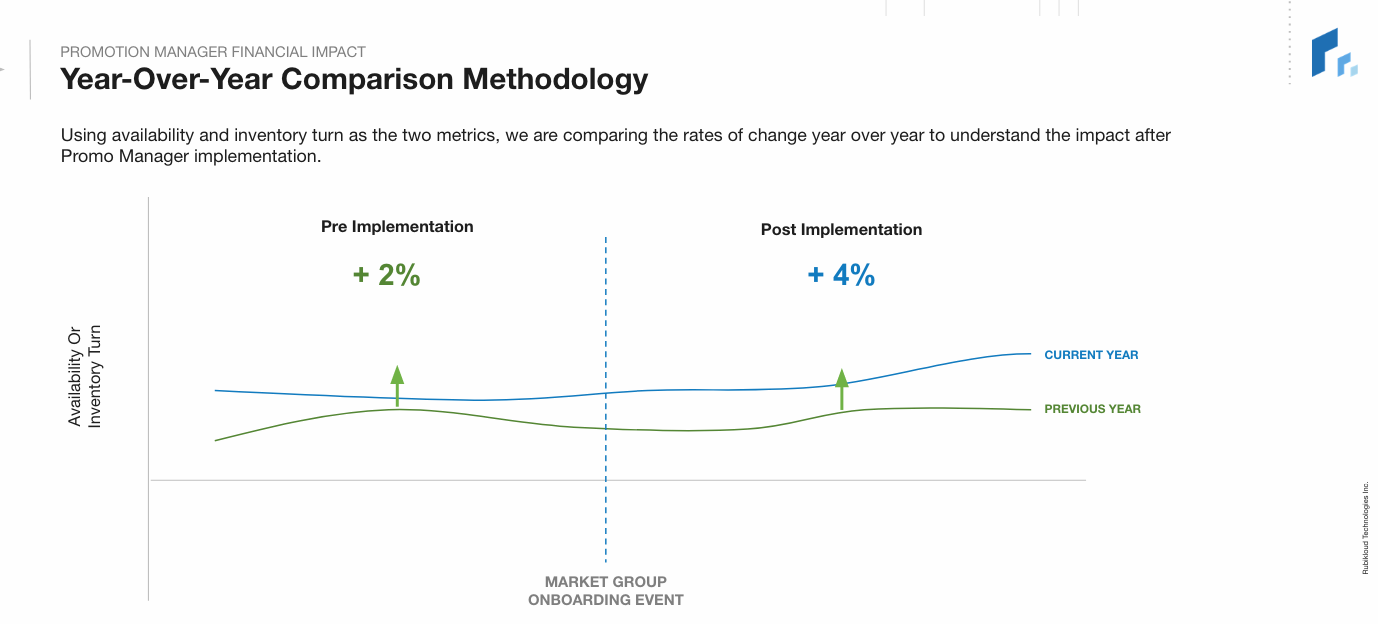 PROMOTION MANAGER FINANCIAL IMPACT
Year-Over-Year Comparison Methodology
Using availability and inventory turn as the two metrics, we are comparing the rates of change year over year to understand the impact after
Promo Manager implementation.
Pre Implementation
Post Implementation
+ 2%
+ 4%
Availability Or
Inventory Turn
CURRENT YEAR
PREVIOUS YEAR
MARKET GROUP
ONBOARDING EVENT
Rubikloud Technologies Inc.